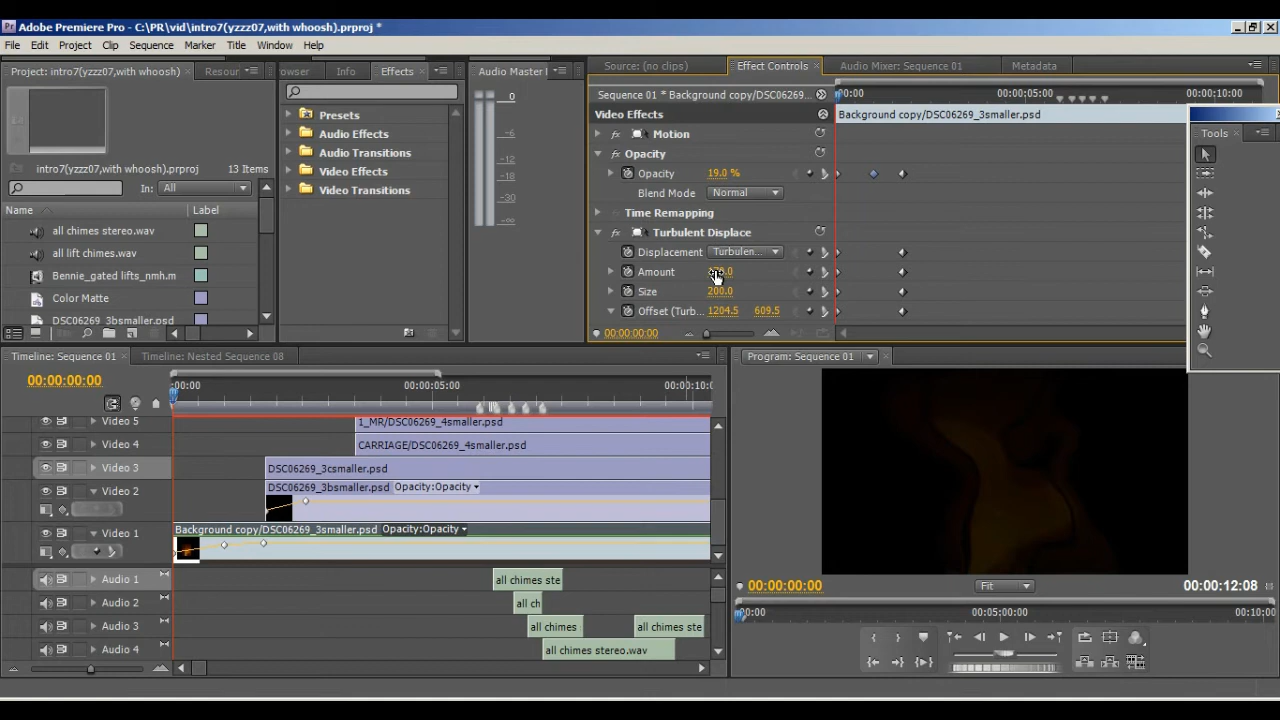 Adobe Premiere Pro - C:\PR\vid\intro7(yzzz07,with whoosh).prproj *
File Edit Project Clip Sequence Marker Title Window Help
Project: intro7(yzzz07,with whoosh) ×
Resour
owser Info Effects ×
Audio Master
Source: (no clips) Effect Controls × Audio Mixer: Sequence 01 Metadata
Sequence 01 * Background copy/DSC06269...
:00:00 00:00:05:00 00:00:10:00
Video Effects
Background copy/DSC06269_3smaller.psd
Motion
Opacity
Opacity 19.0 %
Blend Mode Normal
Time Remapping
Turbulent Displace
Displacement Turbulen...
Amount
Size 200.0
Offset (Turb... 1204.5 609.5
00:00:00:00
Tools ×
intro7(yzzz07,with whoosh).prproj
13 Items
In: All
Name Label
all chimes stereo.wav
all lift chimes.wav
Bennie_gated lifts_nmh.m
Color Matte
DSC06269_3bsmaller.psd
Presets
Audio Effects
Audio Transitions
Video Effects
Video Transitions
0
-6
-12
-18
-30
-∞
Timeline: Sequence 01 × Timeline: Nested Sequence 08
00:00:00:00
:00:00 00:00:05:00 00:00:10:0
Video 5 1_MR/DSC06269_4smaller.psd
Video 4 CARRIAGE/DSC06269_4smaller.psd
Video 3 DSC06269_3csmaller.psd
Video 2 DSC06269_3bsmaller.psd Opacity:Opacity
Video 1 Background copy/DSC06269_3smaller.psd Opacity:Opacity
Audio 1 all chimes ste
Audio 2 all ch
Audio 3 all chimes all chimes ste
Audio 4 all chimes stereo.wav
Program: Sequence 01 ×
00:00:00:00 Fit 00:00:12:08
00:00 00:05:00:00 00:10:0